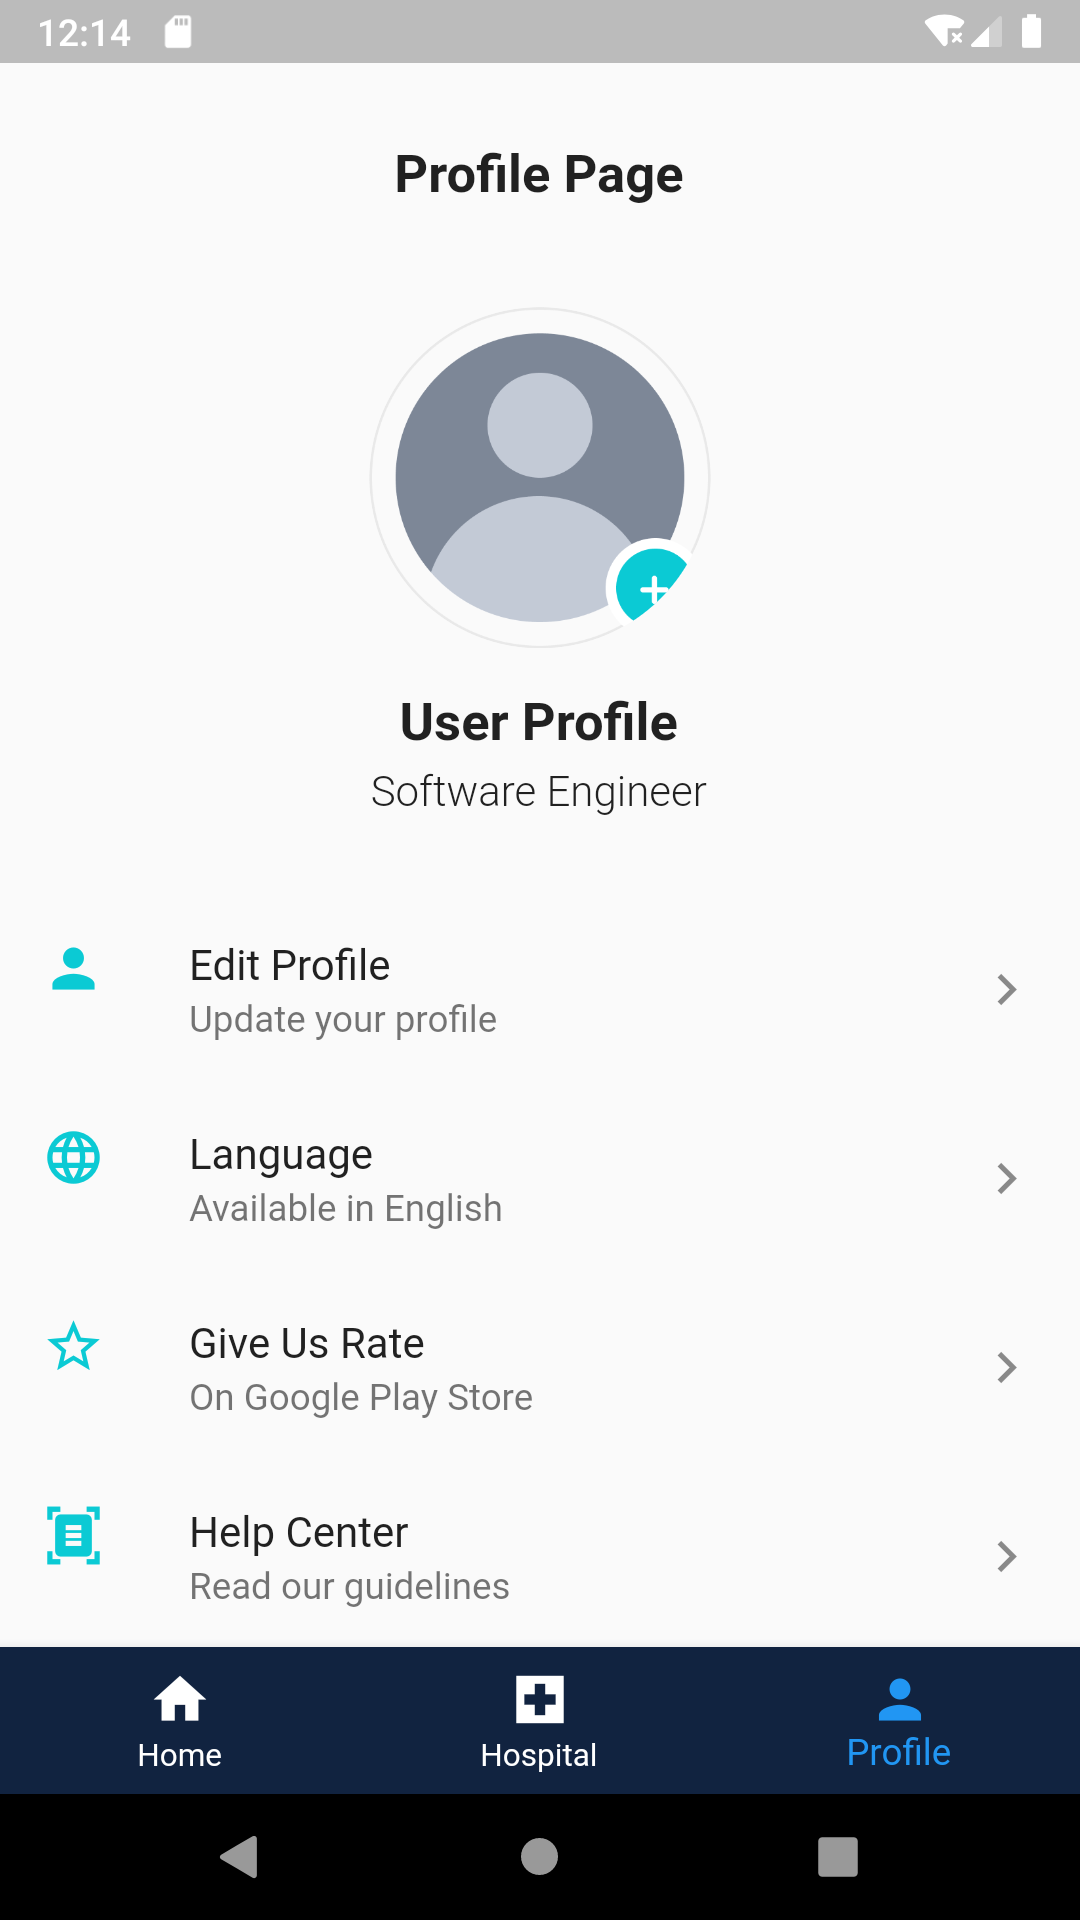 12:14
Profile Page
User Profile
Software Engineer
Edit Profile
Update your profile
Language
Available in English
Give Us Rate
On Google Play Store
Help Center
Read our guidelines
Home
Hospital
Profile